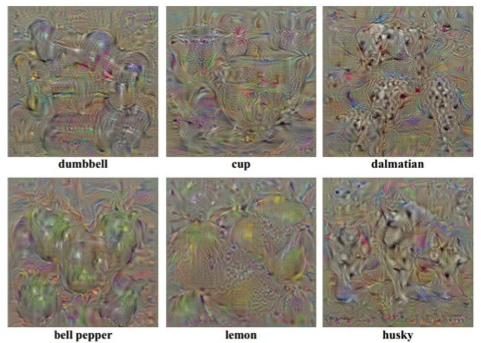 dumbbell
cup
dalmatian
bell pepper
lemon
husky